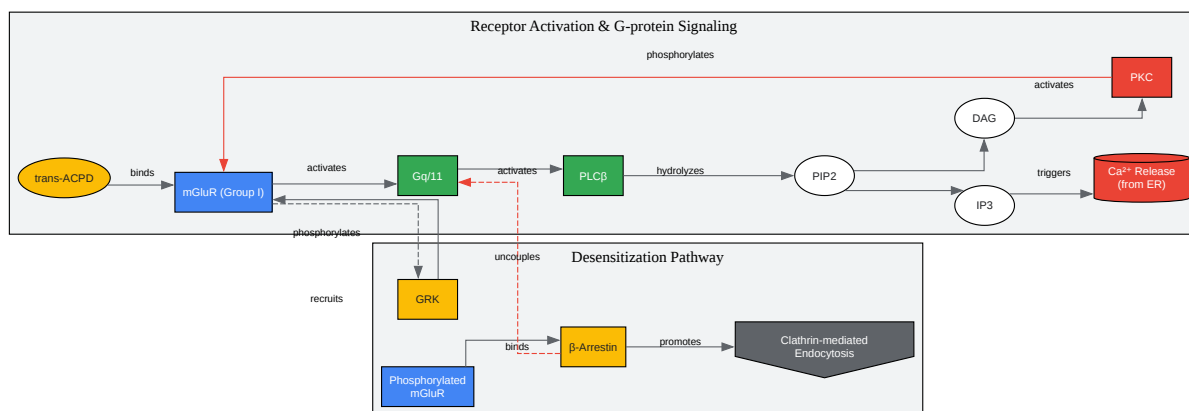 Receptor Activation & G-protein Signaling
phosphorylates
PKC
activates
DAG
trans-ACPD
binds
mGluR (Group I)
activates
Gq/11
activates
PLCβ
hydrolyzes
PIP2
IP3
triggers
Ca²⁺ Release
(from ER)
phosphorylates
uncouples
Desensitization Pathway
recruits
GRK
Phosphorylated
mGluR
binds
β-Arrestin
promotes
Clathrin-mediated
Endocytosis